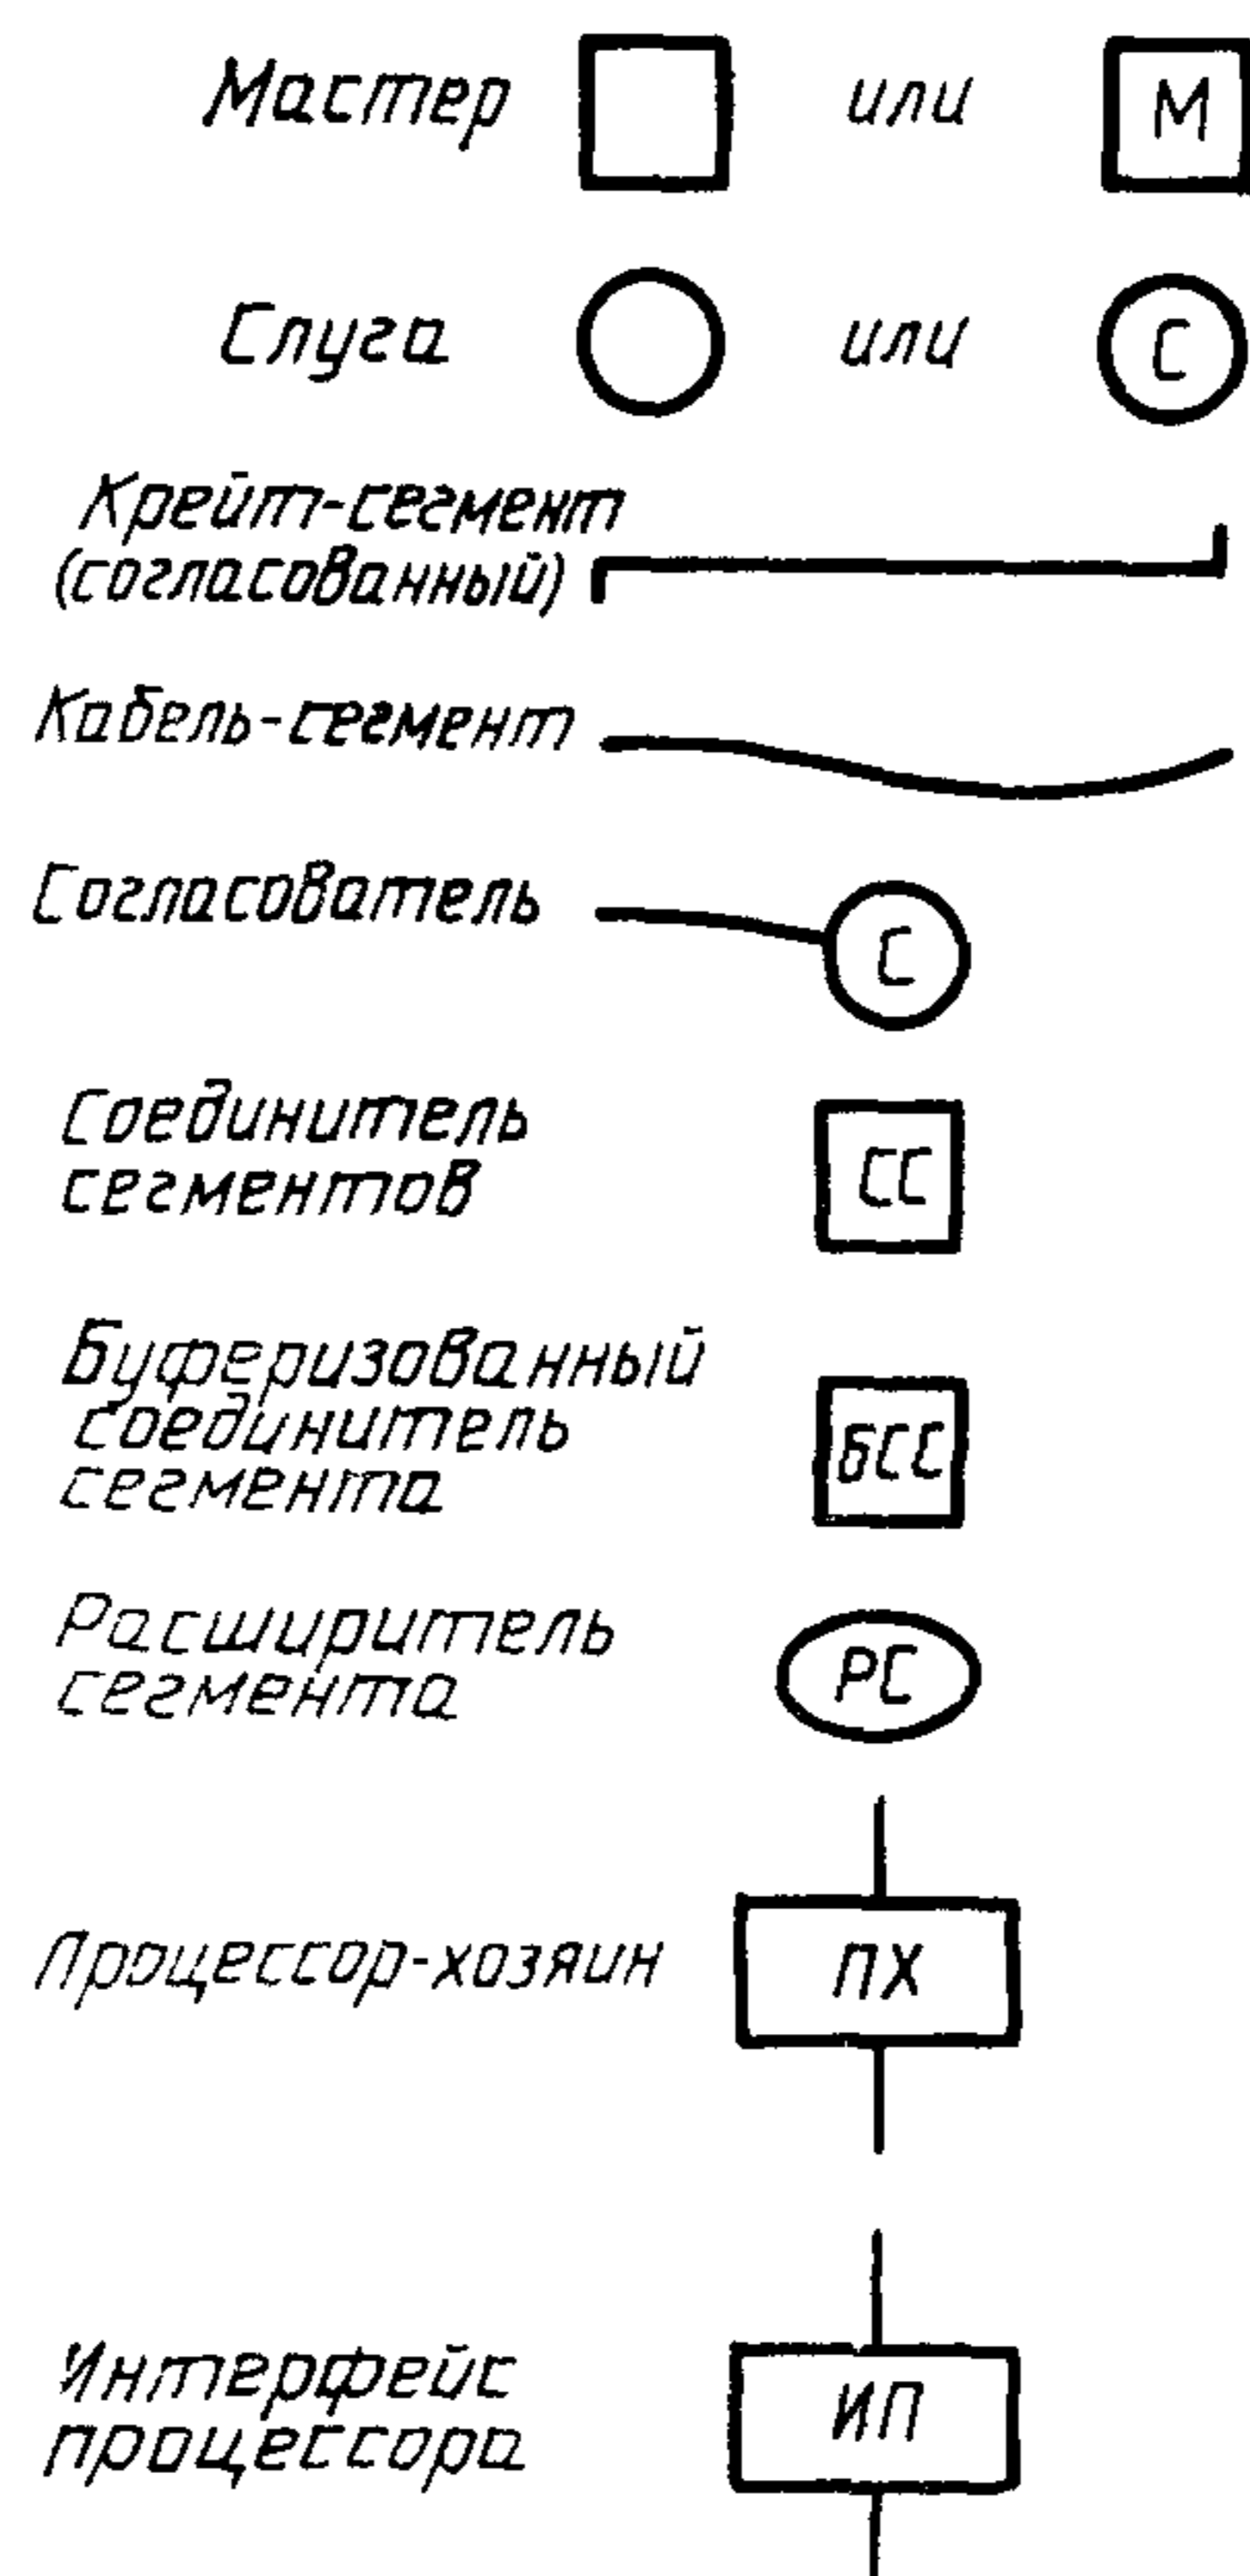 Мастер или М
Слуга или С
Крейт-сегмент
(согласованный)
Кабель-сегмент
Согласователь С
Соединитель
сегментов
СС
Буферизованный
соединитель
сегмента
БСС
Расширитель
сегмента
РС
Процессор-хозяин ПХ
Интерфейс
процессора
ИП